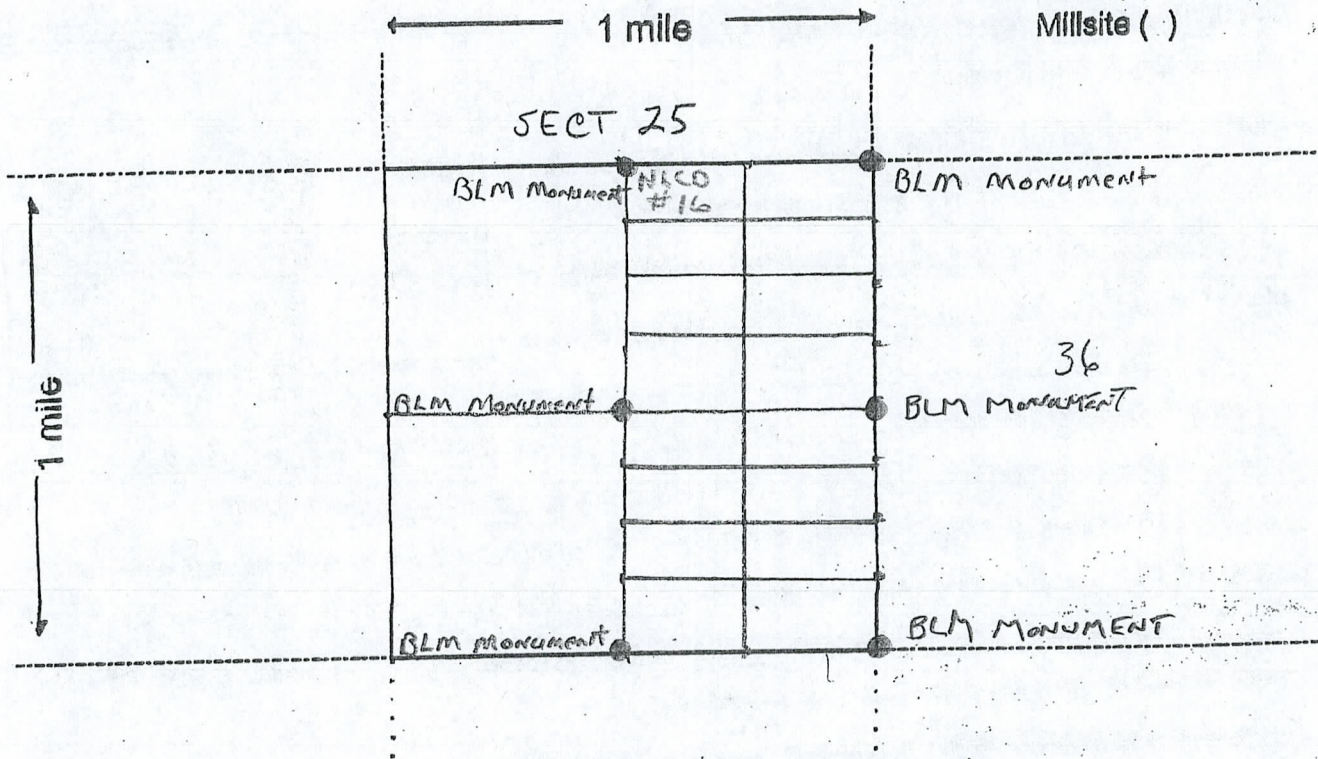 1 mile
Millsite ( )
SECT 25
BLM Monument
NICO
#16
BLM Monument
1 mile
36
BLM Monument
BLM MONUMENT
BLM Monument
BLM MONUMENT